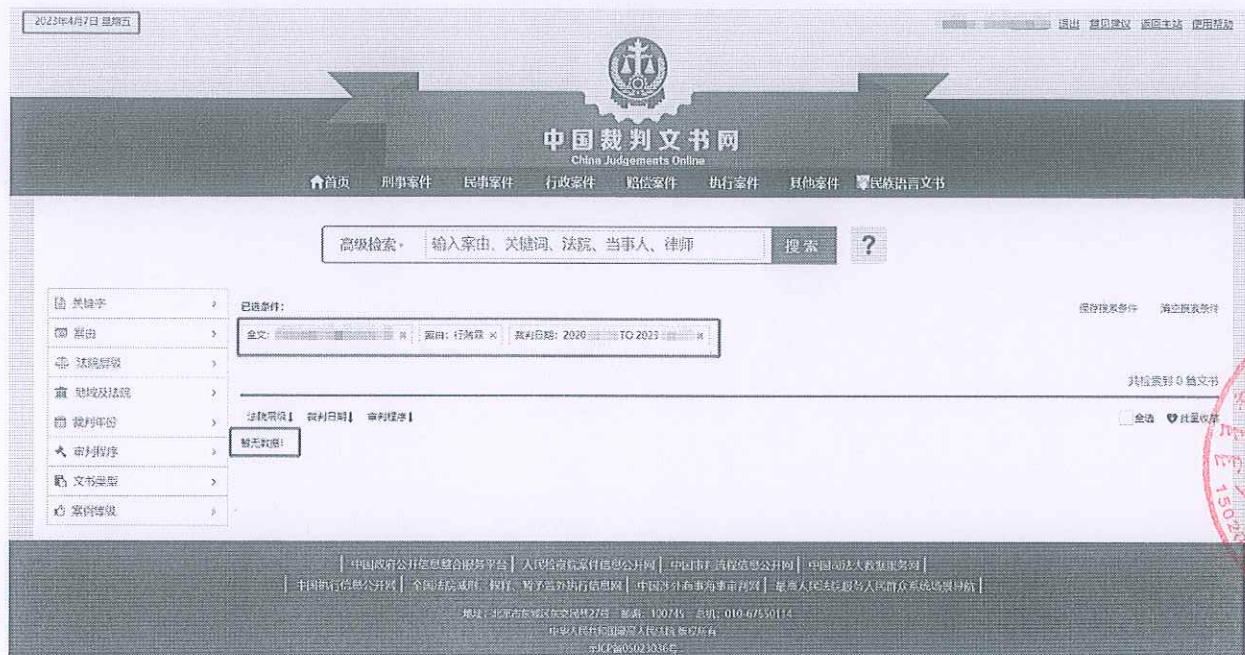 2023年4月7日 星期五
退出 意见建议 返回主站 使用帮助
中国裁判文书网
China Judgements Online
首页 刑事案件 民事案件 行政案件 赔偿案件 执行案件 其他案件 民族语言文书
高级检索 输入案由、关键词、法院、当事人、律师 搜索 ?
关键字
案由
法院层级
地域及法院
裁判年份
审判程序
文书类型
案例等级
已选条件:
保存搜索条件 清空搜索条件
全文: × 案由: 行贿罪 × 裁判日期: 2020 TO 2023 ×
共检索到 0 篇文书
法院层级↓ 裁判日期↓ 审判程序↓
全选 批量收藏
暂无数据!
中国政府公开信息整合服务平台 | 人民检察院案件信息公开网 | 中国审判流程信息公开网 | 中国司法大数据服务网 |
中国执行信息公开网 | 全国法院减刑、假释、暂予监外执行信息网 | 中国涉外商事海事审判网 | 最高人民法院服务人民群众系统场景导航 |
地址: 北京市东城区东交民巷27号 邮编: 100745 总机: 010-67550114
中华人民共和国最高人民法院 版权所有
京ICP备05023036号
1502